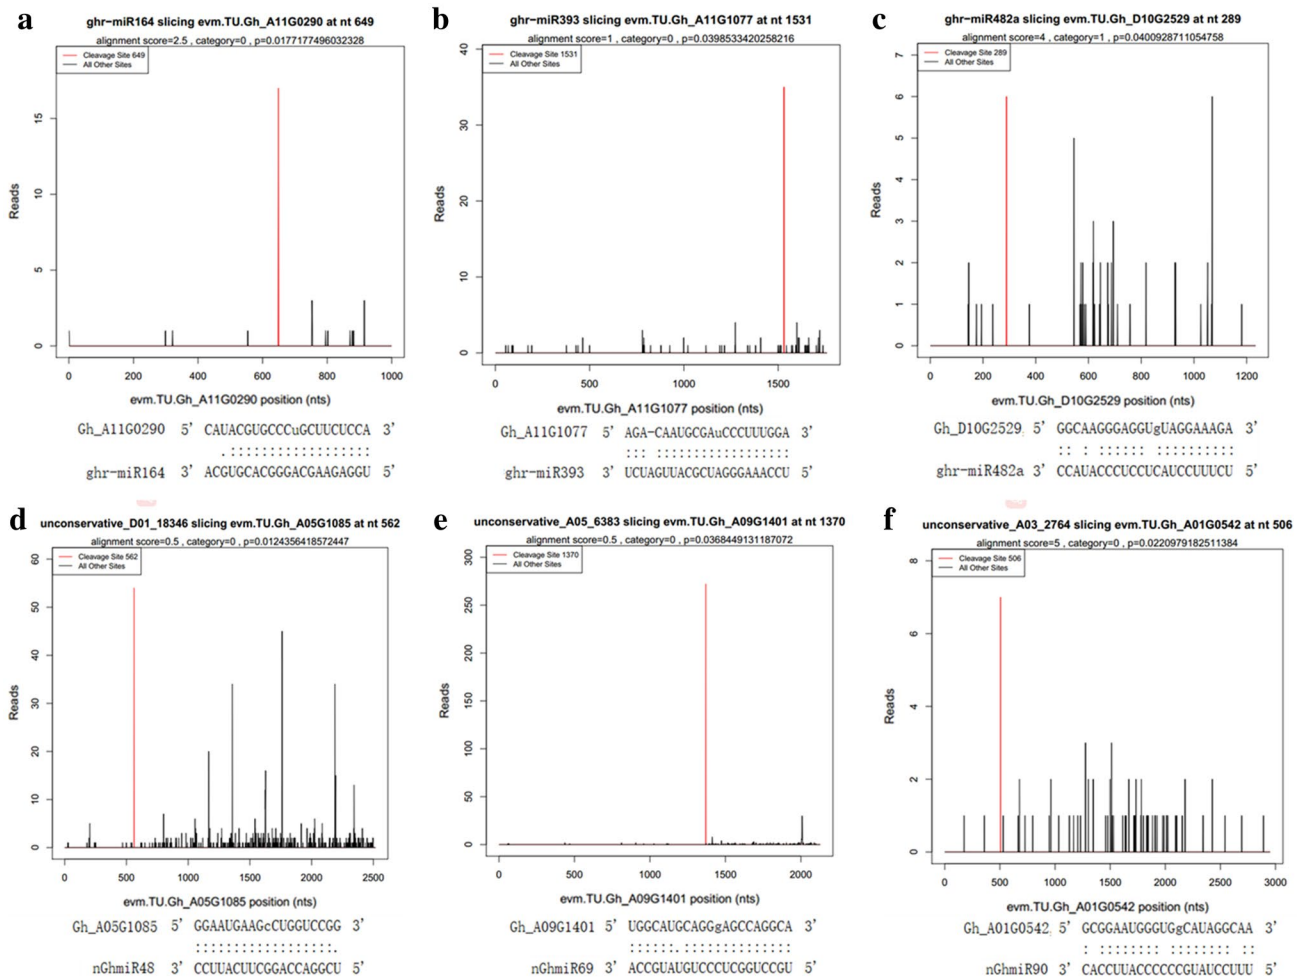 a
ghr-miR164 slicing evm.TU.Gh_A11G0290 at nt 649
alignment score=2.5 , category=0 , p=0.0177177496032328
Cleavage Site 649
All Other Sites
Reads
0
5
10
15
0 200 400 600 800 1000
evm.TU.Gh_A11G0290 position (nts)
Gh_A11G0290 5' CAUACGUGCCCuGCUUCUCCA 3'
.::::::::::::::::::
ghr-miR164 3' ACGUGCACGGGACGAAGAGGU 5'
b
ghr-miR393 slicing evm.TU.Gh_A11G1077 at nt 1531
alignment score=1 , category=0 , p=0.0398533420258216
Cleavage Site 1531
All Other Sites
Reads
0
10
20
30
40
0 500 1000 1500
evm.TU.Gh_A11G1077 position (nts)
Gh_A11G1077 5' AGA-CAAUGCGAuCCCUUUGGA 3'
::: ::::::::::::::::::
ghr-miR393 3' UCUAGUUACGCUAGGGAAACCU 5'
c
ghr-miR482a slicing evm.TU.Gh_D10G2529 at nt 289
alignment score=4 , category=1 , p=0.0400928711054758
Cleavage Site 289
All Other Sites
Reads
0
1
2
3
4
5
6
7
0 200 400 600 800 1000 1200
evm.TU.Gh_D10G2529 position (nts)
Gh_D10G2529 5' GGCAAGGGAGGUgUAGGAAAGA 3'
:: : :::::: :::::::::
ghr-miR482a 3' CCAUACCCUCCUCAUCCUUUCU 5'
d
unconservative_D01_18346 slicing evm.TU.Gh_A05G1085 at nt 562
alignment score=0.5 , category=0 , p=0.0124356418572447
Cleavage Site 562
All Other Sites
Reads
0
10
20
30
40
50
60
0 500 1000 1500 2000 2500
evm.TU.Gh_A05G1085 position (nts)
Gh_A05G1085 5' GGAAUGAAGcCUGGUCCGG 3'
::::::::::::::::::.
nGhmiR48 3' CCUUACUUCGGACCAGGCU 5'
e
unconservative_A05_6383 slicing evm.TU.Gh_A09G1401 at nt 1370
alignment score=0.5 , category=0 , p=0.0368449131187072
Cleavage Site 1370
All Other Sites
Reads
0
50
100
150
200
250
300
0 500 1000 1500 2000
evm.TU.Gh_A09G1401 position (nts)
Gh_A09G1401 5' UGGCAUGCAGGgAGCCAGGCA 3'
::::::.::::::::::::::
nGhmiR69 3' ACCGUAUGUCCCUCGGUCCGU 5'
f
unconservative_A03_2764 slicing evm.TU.Gh_A01G0542 at nt 506
alignment score=5 , category=0 , p=0.0220979182511384
Cleavage Site 506
All Other Sites
Reads
0
2
4
6
8
0 500 1000 1500 2000 2500 3000
evm.TU.Gh_A01G0542 position (nts)
Gh_A01G0542 5' GCGGAAUGGGUGgCAUAGGCAA 3'
: :::::::: :::::: ::
nGhmiR90 3' CACCUUACCCCCCGUAUCCUUU 5'